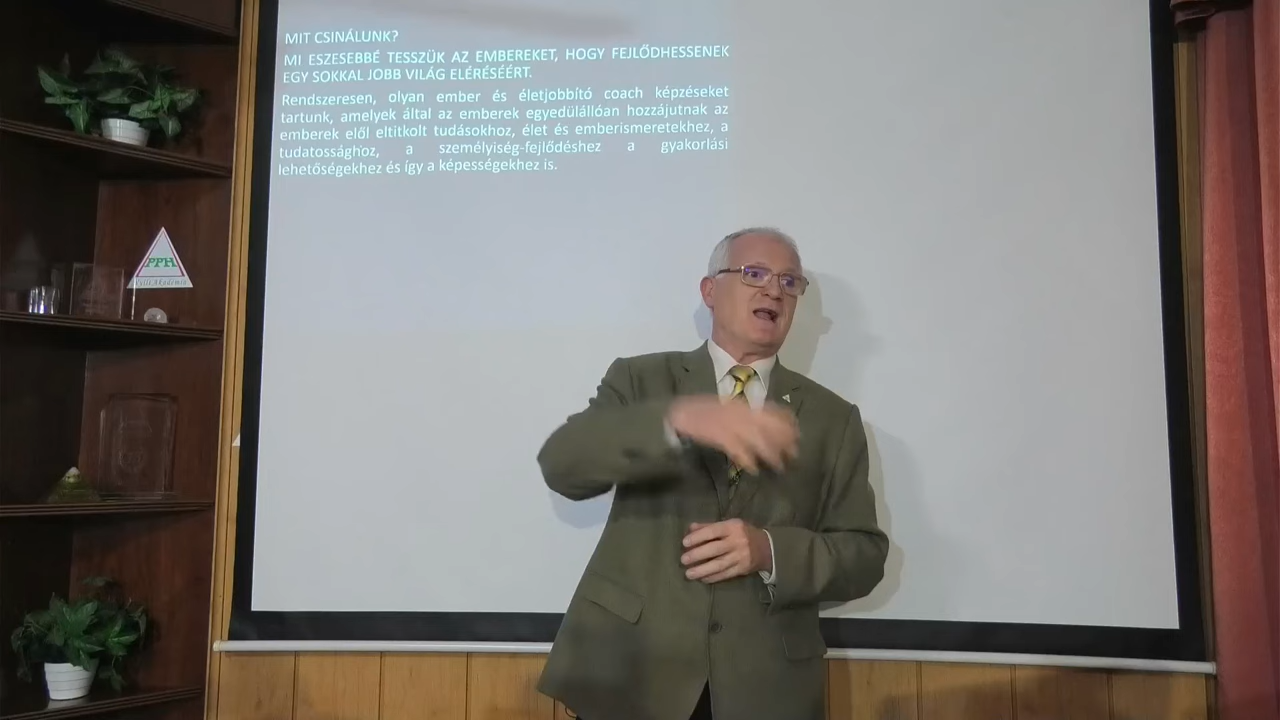 MIT CSINÁLUNK?
MI ESZESEBBÉ TESSZÜK AZ EMBEREKET, HOGY FEJLŐDHESSENEK
EGY SOKKAL JOBB VILÁG ELÉRÉSÉÉRT.
Rendszeresen, olyan ember és életjobbító coach képzéseket
tartunk, amelyek által az emberek egyedülállóan hozzájutnak az
emberek elől eltitkolt tudásokhoz, élet és emberismeretekhez, a
tudatossághoz, a személyiség-fejlődéshez a gyakorlási
lehetőségekhez és így a képességekhez is.
PPH
Akadémia